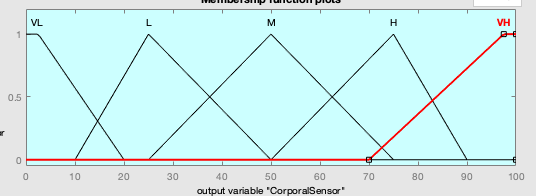 Membership function plots
VL L M H VH
1
0.5
0
0 10 20 30 40 50 60 70 80 90 100
output variable "CorporalSensor"